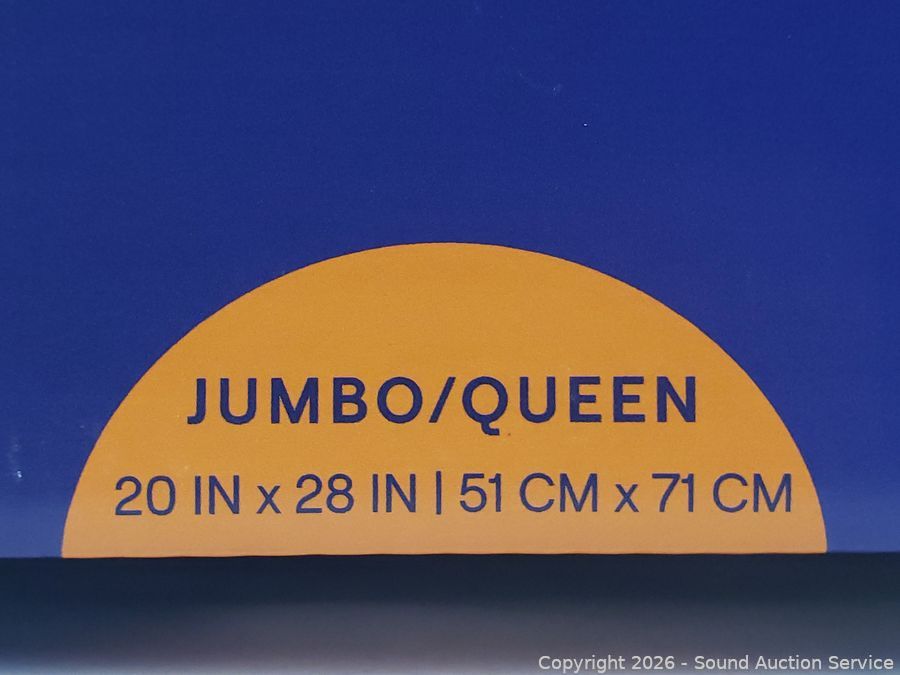 JUMBO/QUEEN
20 IN x 28 IN | 51 CM x 71 CM
Copyright 2026 - Sound Auction Service